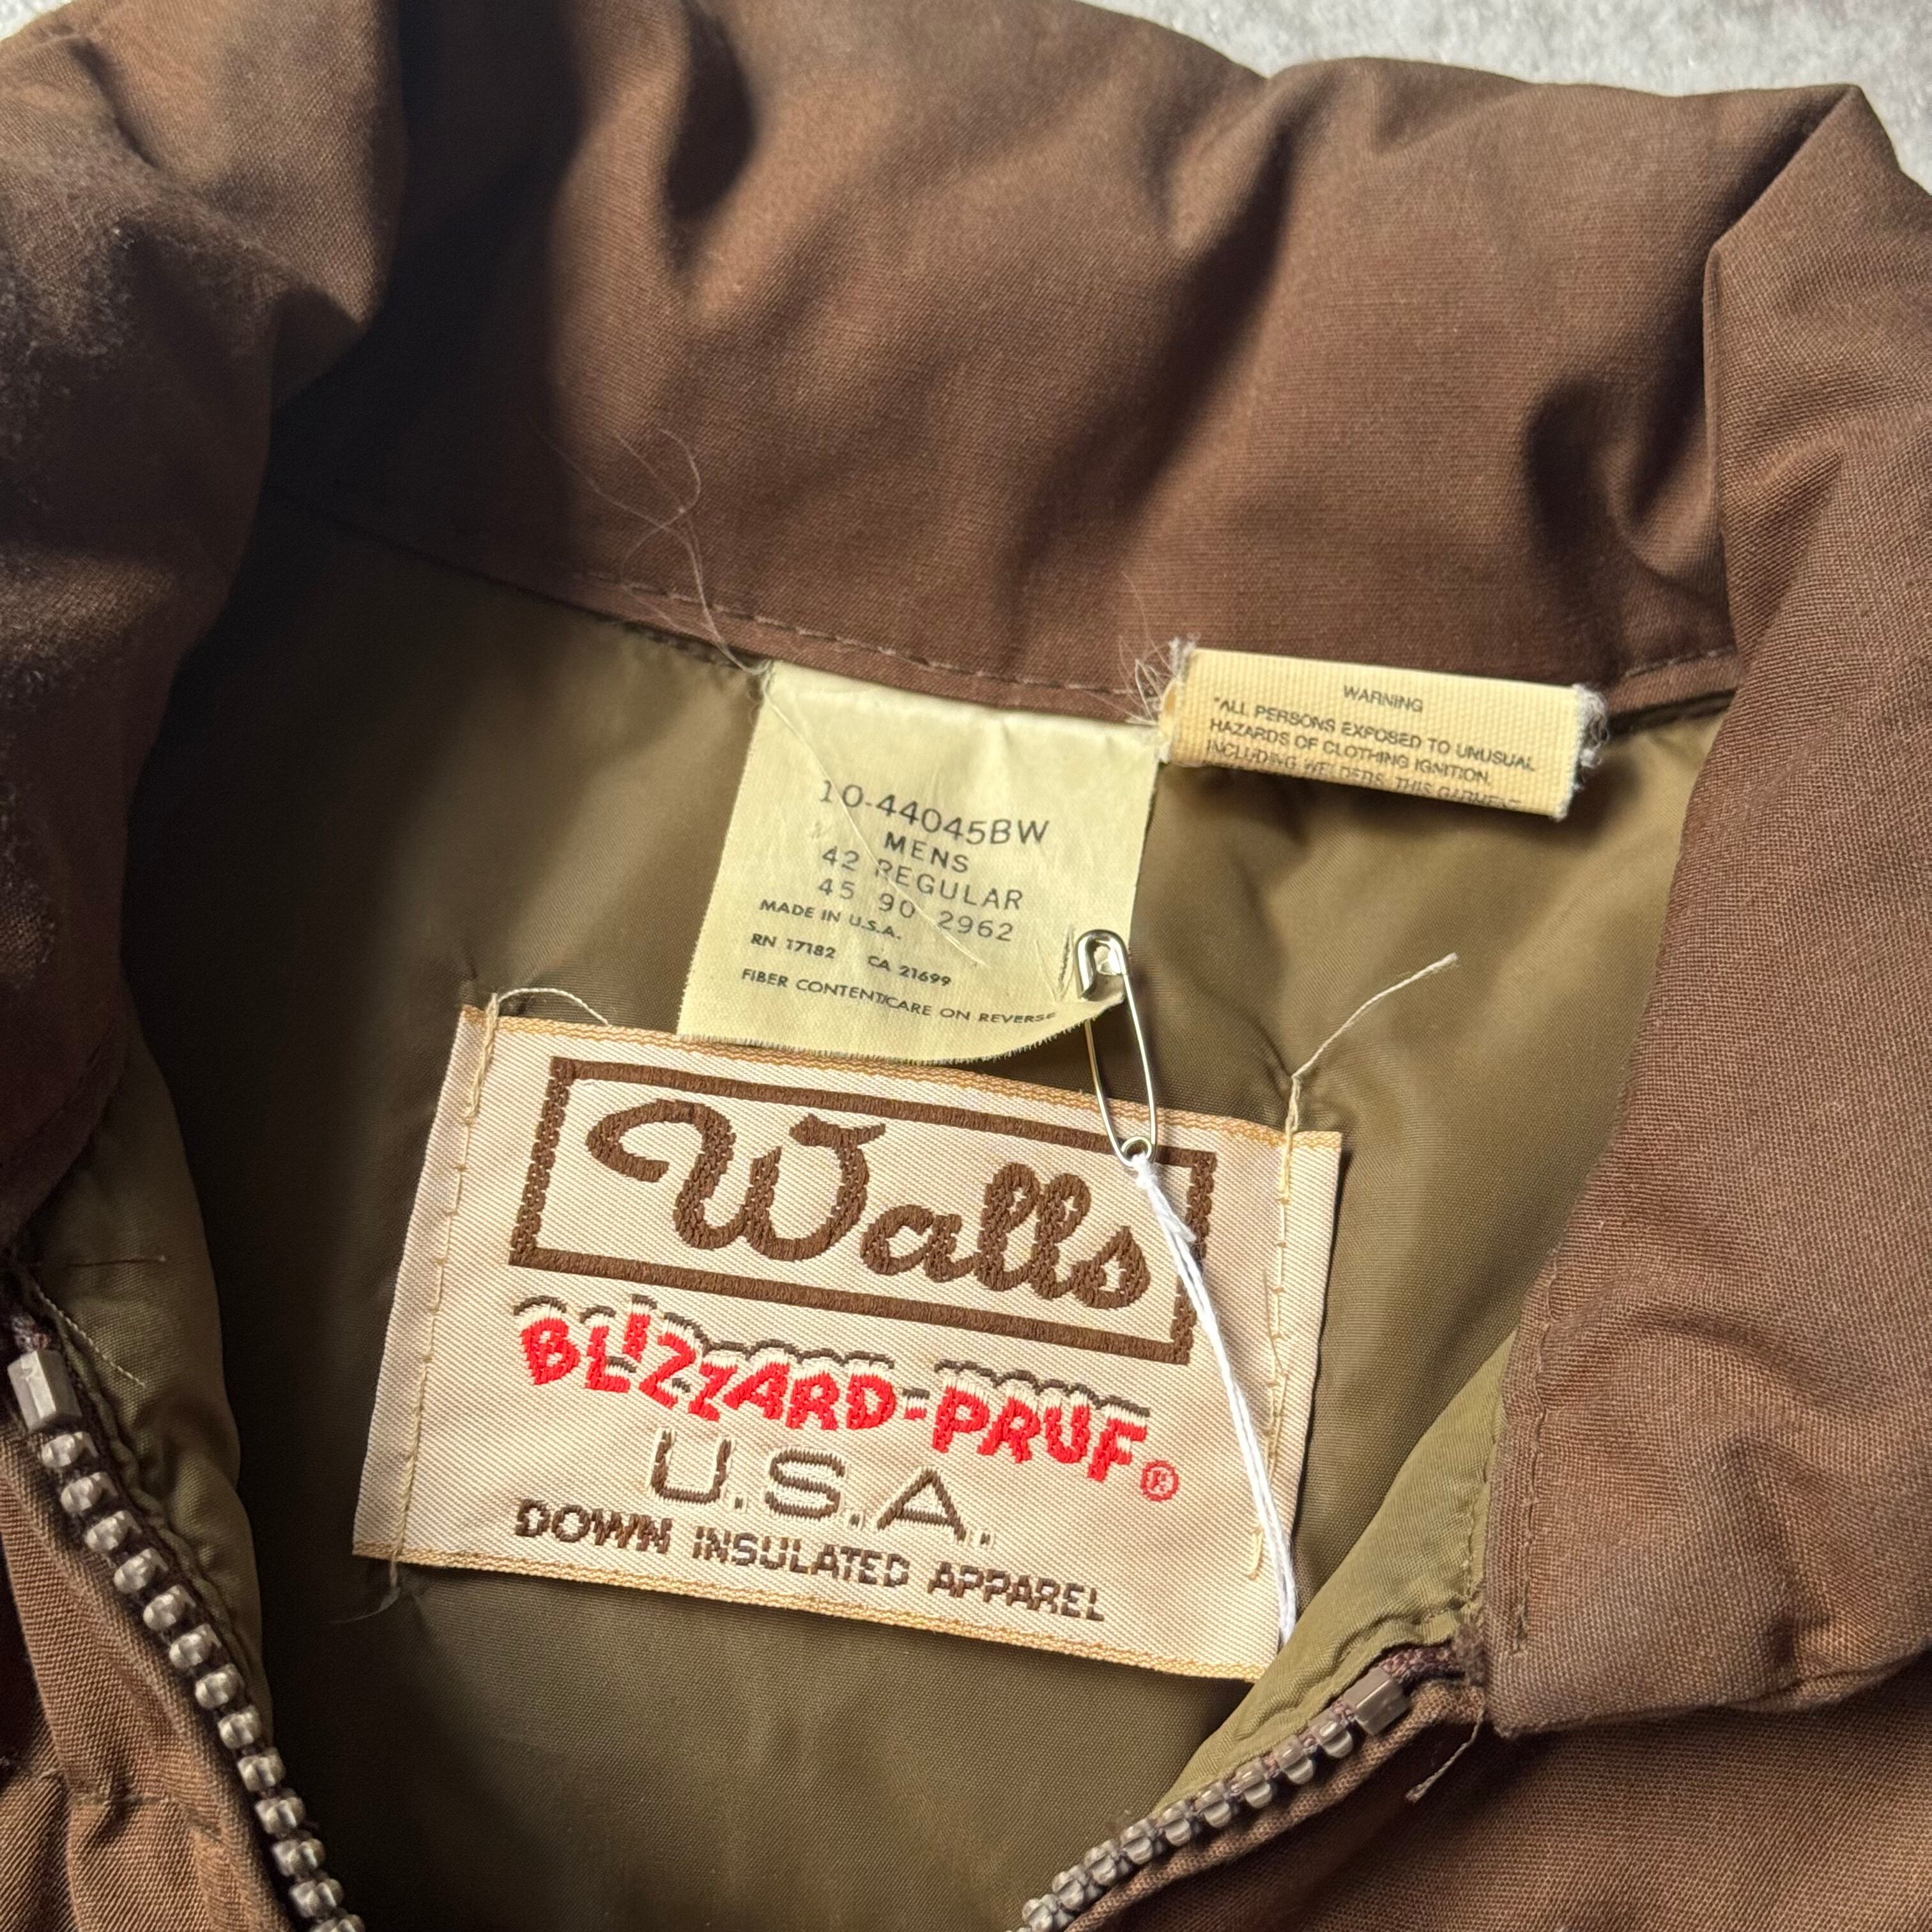 10-44045BW
MENS
42 REGULAR
45 90 2962
MADE IN U.S.A.
RN 17182 CA 21699
FIBER CONTENT/CARE ON REVERSE
WARNING
"ALL PERSONS EXPOSED TO UNUSUAL
HAZARDS OF CLOTHING IGNITION,
INCLUDING WELDERS, THIS GARMENT
Walls
BLIZZARD-PRUF®
U.S.A.
DOWN INSULATED APPAREL